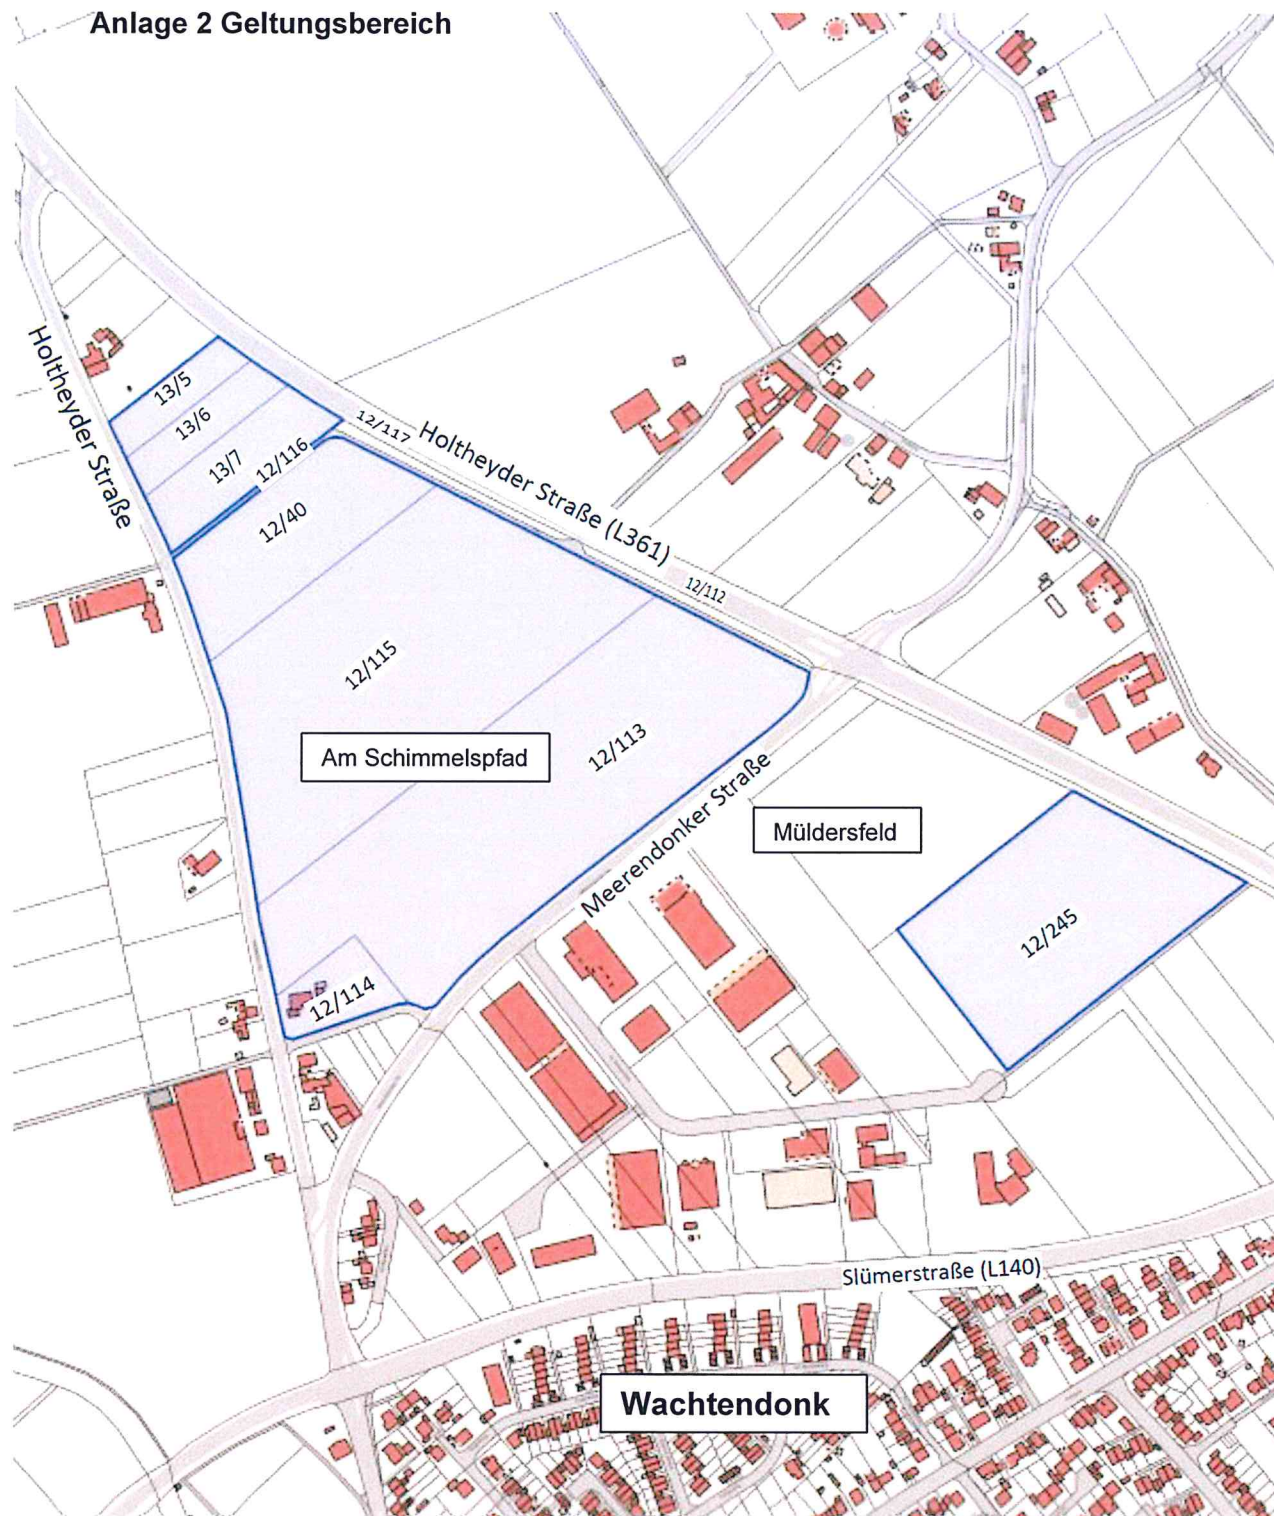 Anlage 2 Geltungsbereich
Holtheyder Straße
13/5
13/6
13/7
12/116
12/117
Holtheyder Straße (L361)
12/40
12/112
12/115
12/113
Am Schimmelspfad
Meerendonker Straße
Müldersfeld
12/245
12/114
Slümerstraße (L140)
Wachtendonk